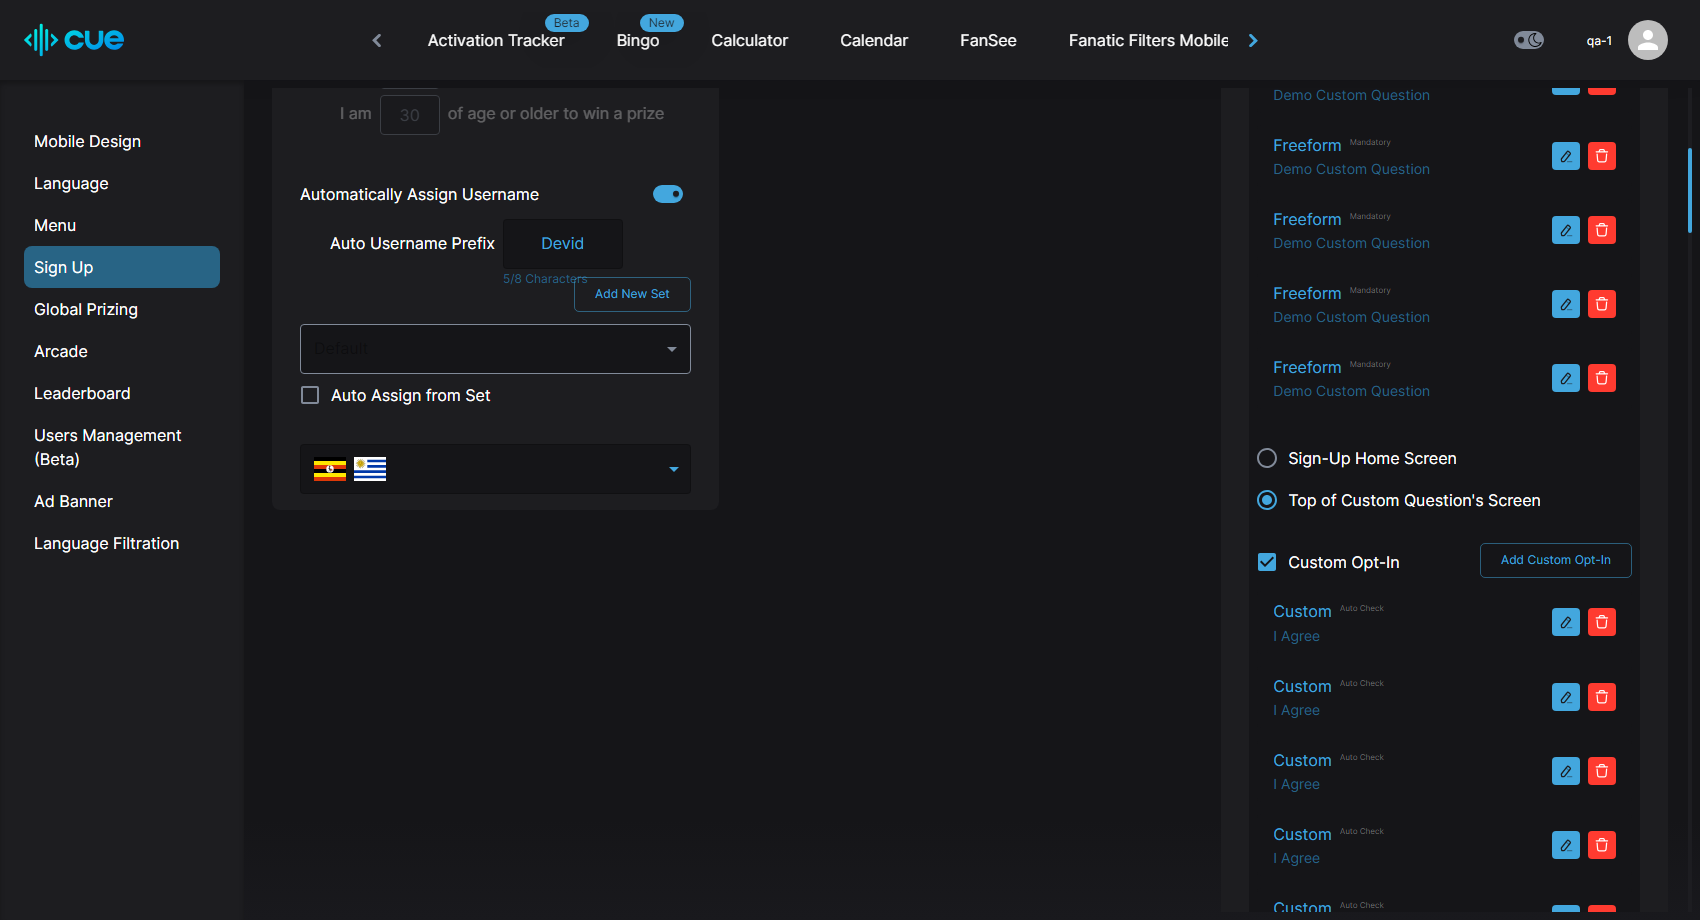 cue
Activation Tracker
Beta
Bingo
New
Calculator
Calendar
FanSee
Fanatic Filters Mobile
qa-1
Mobile Design
Language
Menu
Sign Up
Global Prizing
Arcade
Leaderboard
Users Management
(Beta)
Ad Banner
Language Filtration
I am 30 of age or older to win a prize
Automatically Assign Username
Auto Username Prefix Devid
5/8 Characters
Add New Set
Default
Auto Assign from Set
Demo Custom Question
Freeform Mandatory
Demo Custom Question
Freeform Mandatory
Demo Custom Question
Freeform Mandatory
Demo Custom Question
Freeform Mandatory
Demo Custom Question
Sign-Up Home Screen
Top of Custom Question's Screen
Custom Opt-In
Add Custom Opt-In
Custom Auto Check
I Agree
Custom Auto Check
I Agree
Custom Auto Check
I Agree
Custom Auto Check
I Agree
Custom Auto Check